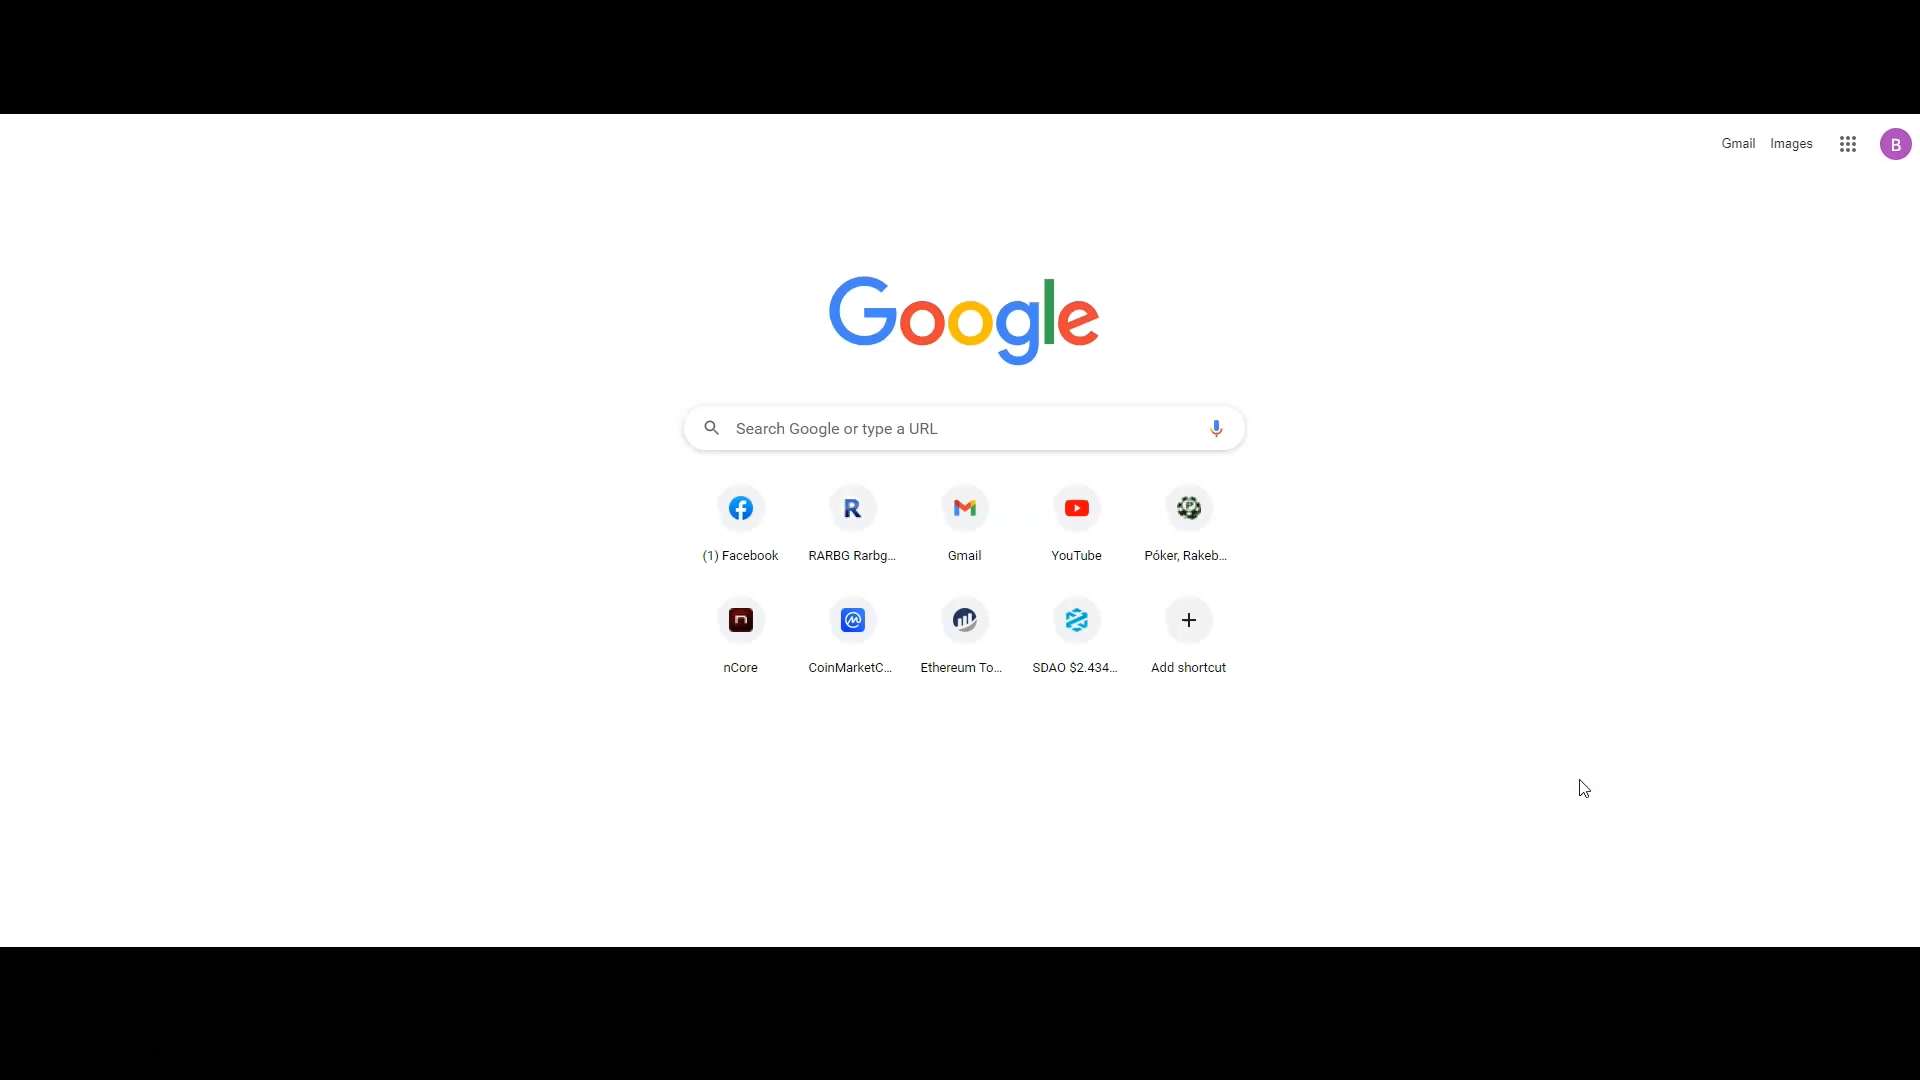 Gmail Images
B
Google
Search Google or type a URL
R P
(1) Facebook RARBG Rarbg... Gmail YouTube Póker, Rakeb...
n
nCore CoinMarketC... Ethereum To... SDAO $2.434... Add shortcut